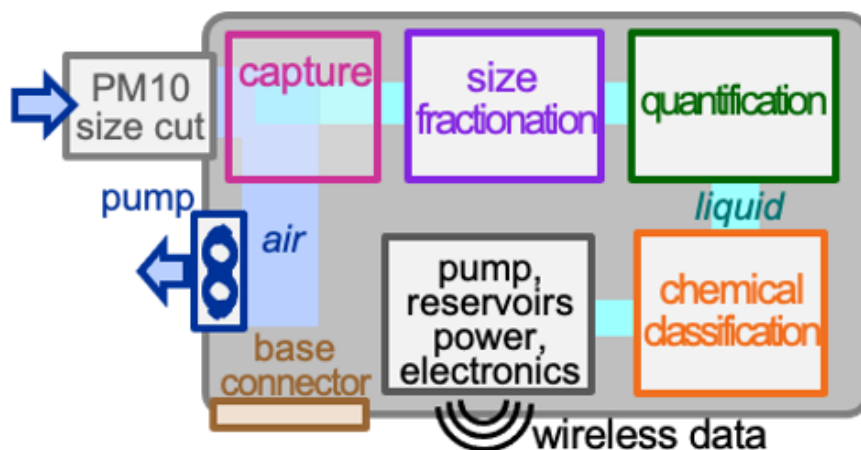 PM10
size cut
capture
size
fractionation
quantification
pump
air
liquid
base
connector
pump,
reservoirs
power,
electronics
chemical
classification
wireless data